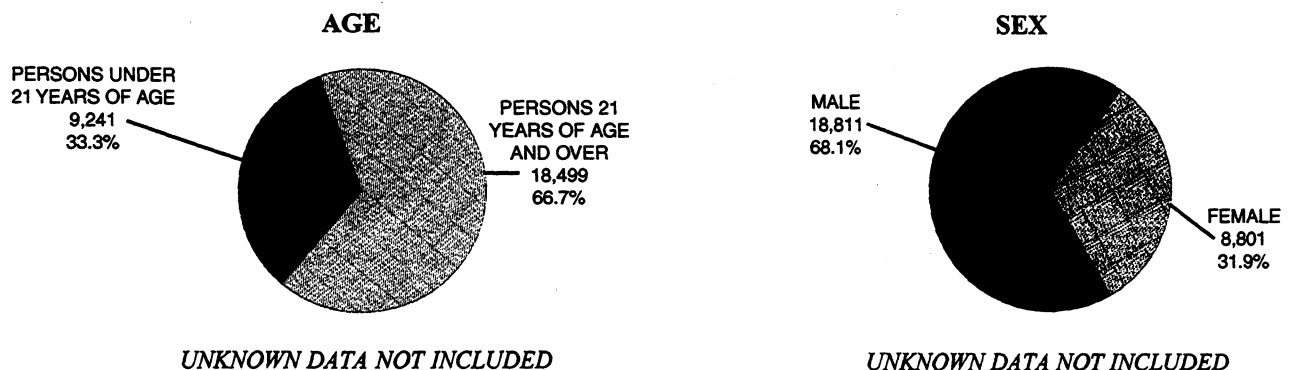 AGE
PERSONS UNDER
21 YEARS OF AGE
9,241
33.3%
PERSONS 21
YEARS OF AGE
AND OVER
18,499
66.7%
UNKNOWN DATA NOT INCLUDED
SEX
MALE
18,811
68.1%
FEMALE
8,801
31.9%
UNKNOWN DATA NOT INCLUDED